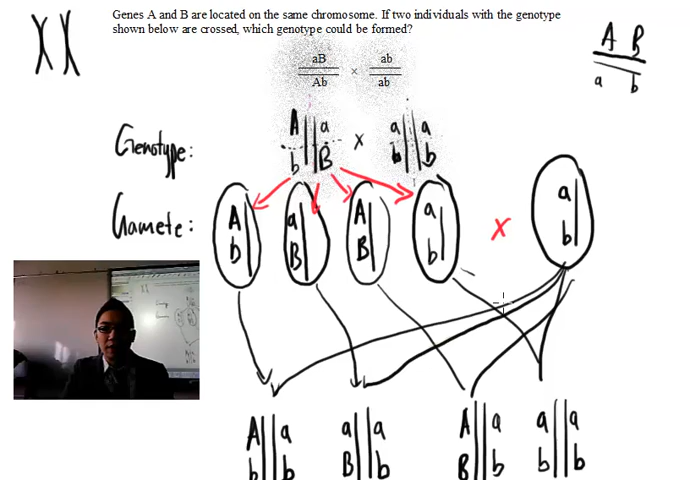 Genes A and B are located on the same chromosome. If two individuals with the genotype
shown below are crossed, which genotype could be formed?
A B
a b
aB × ab
Ab ab
Genotype:
A a × a a
b B b b
Gamete:
A a A a × a
b B B b b
A a a a A a a a
b b B b B b b b